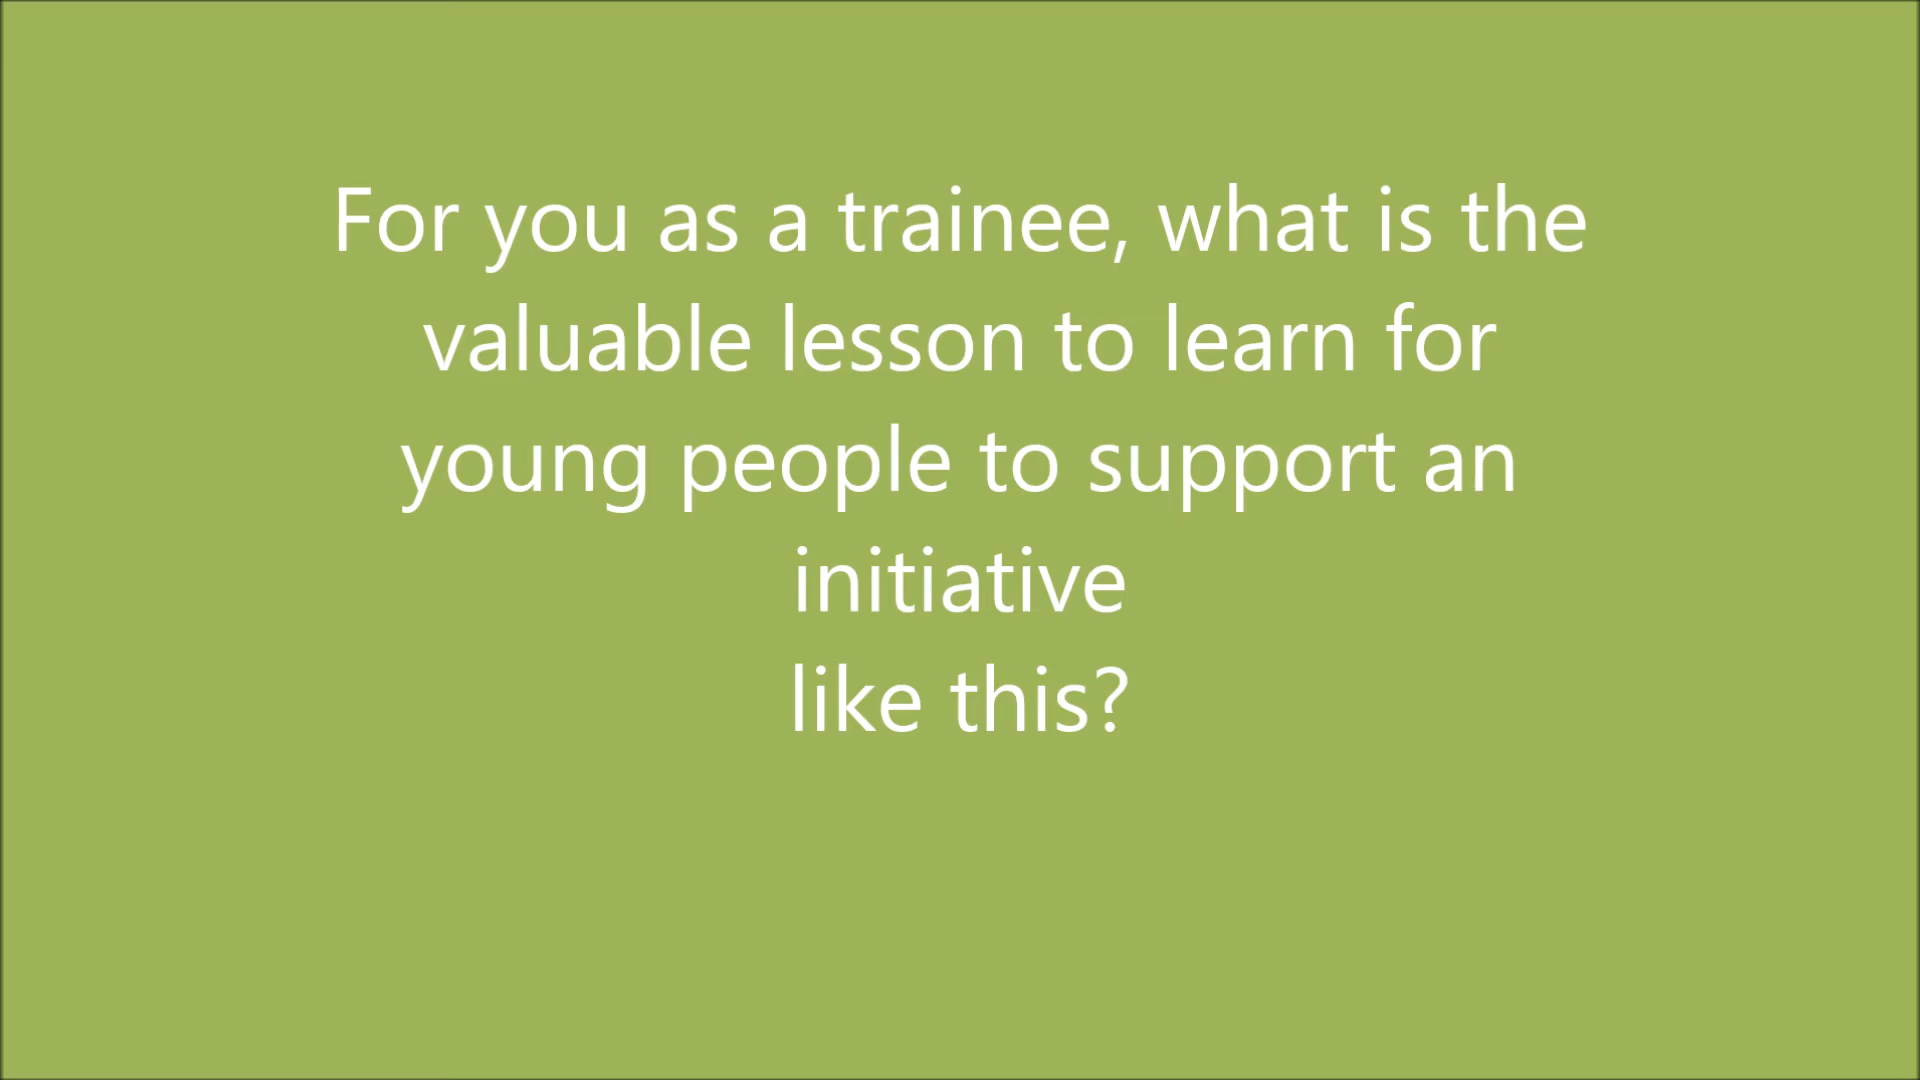 For you as a trainee, what is the
valuable lesson to learn for
young people to support an
initiative
like this?